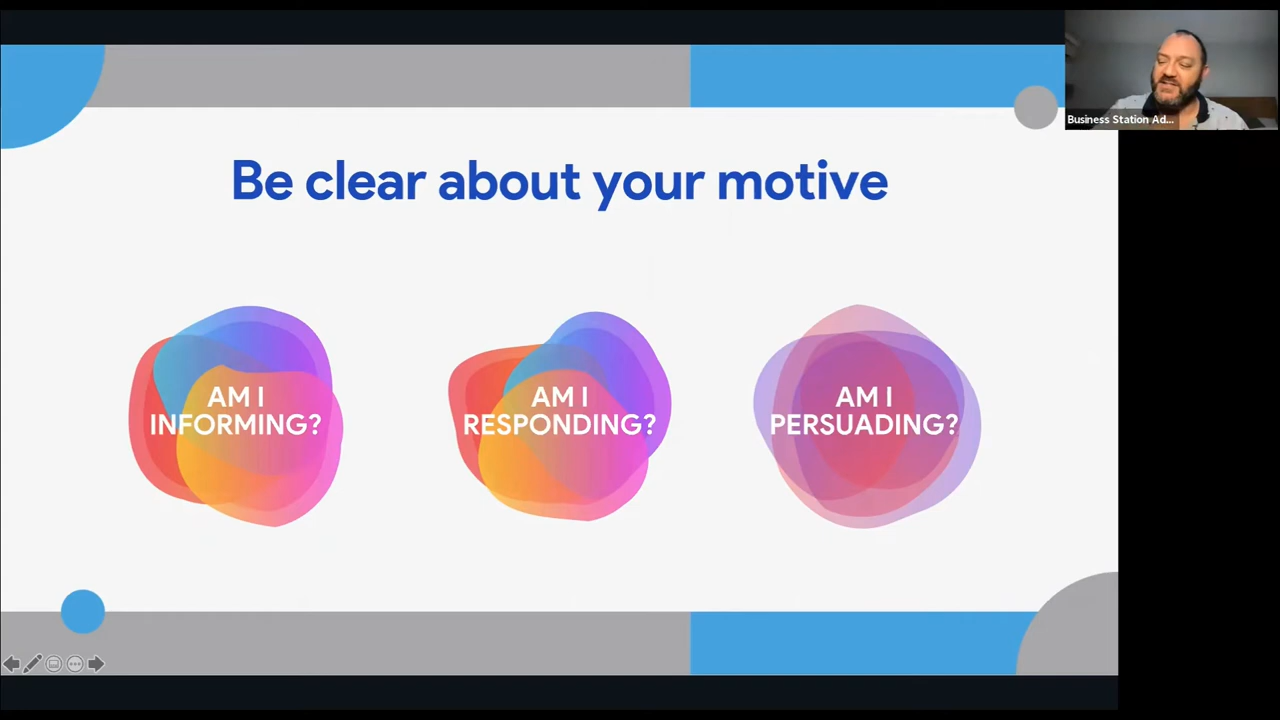 Be clear about your motive
AM I
INFORMING?
AM I
RESPONDING?
AM I
PERSUADING?
Business Station Ad...